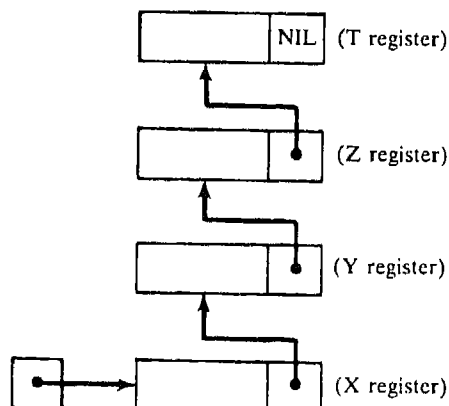 NIL (T register)
(Z register)
(Y register)
(X register)